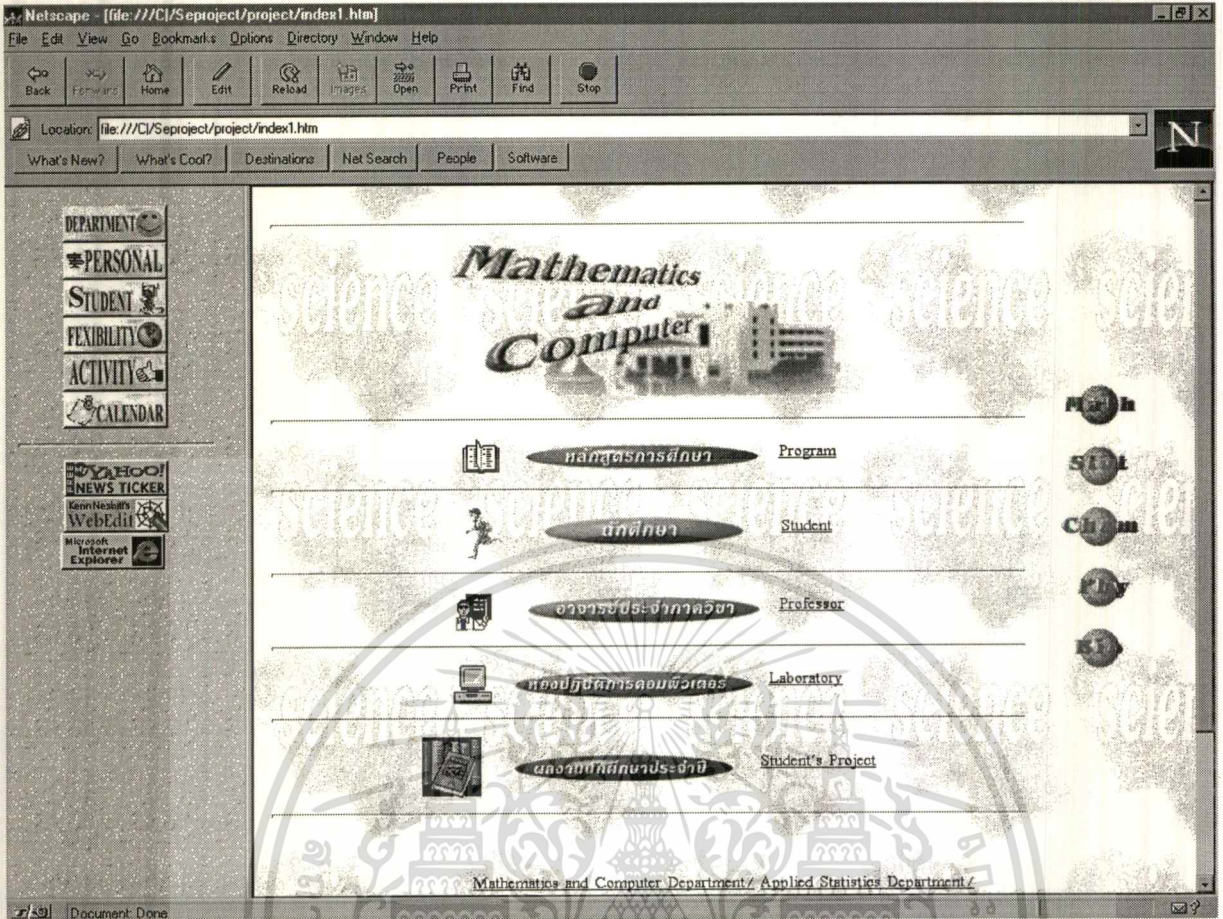 Netscape - [file:///C|/Seproject/project/index1.htm]
File Edit View Go Bookmarks Options Directory Window Help
Back Forward Home Edit Reload Images Open Print Find Stop
Location: file:///C|/Seproject/project/index1.htm
N
What's New? What's Cool? Destinations Net Search People Software
DEPARTMENT
PERSONAL
STUDENT
FEXIBILITY
ACTIVITY
CALENDAR
YAHOO!
NEWS TICKER
Kenn Nesbitt's
WebEdit
Microsoft
Internet
Explorer
Mathematics
and
Computer
หลักสูตรการศึกษา Program
นักศึกษา Student
อาจารย์ประจำภาควิชา Professor
ห้องปฏิบัติการคอมพิวเตอร์ Laboratory
ผลงานนักศึกษาประจำปี Student's Project
Mathematics and Computer Department/ Applied Statistics Department/
Math
Stat
Chem
Phy
Bio
Document: Done